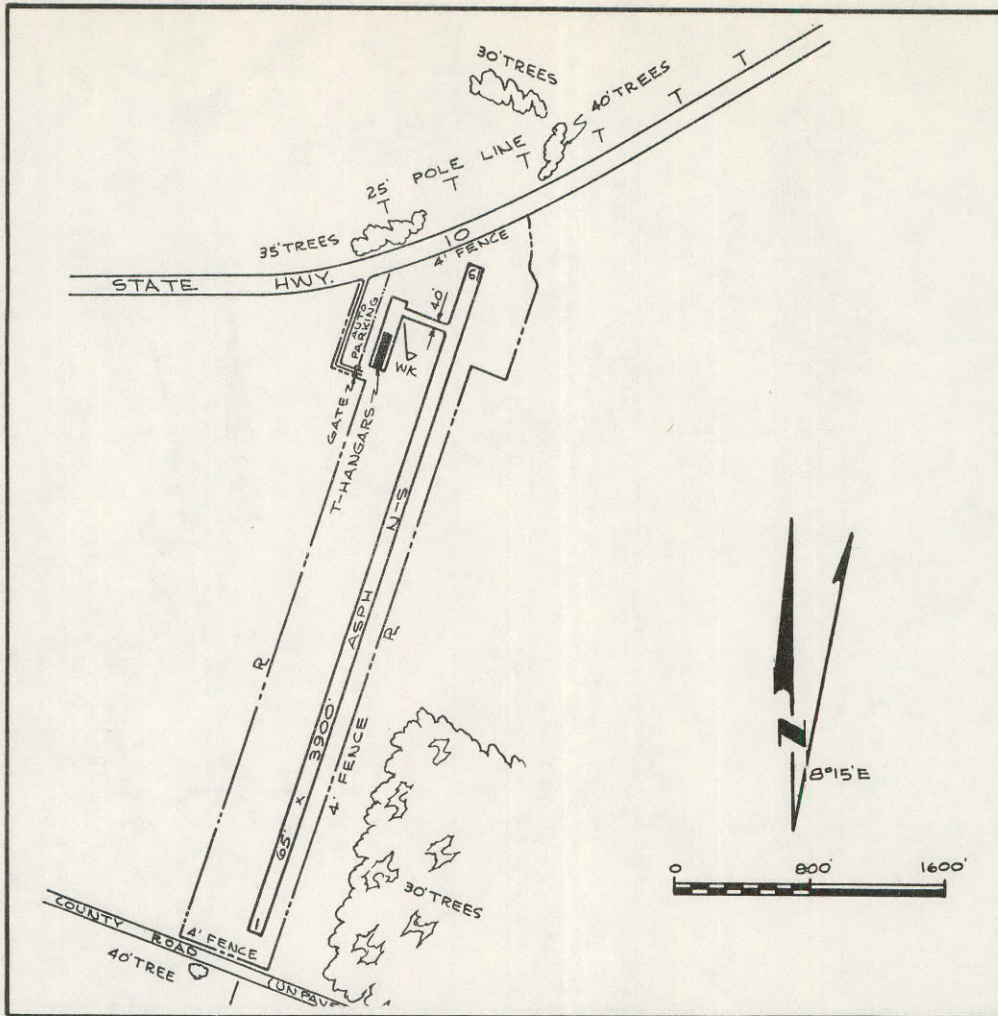 30' TREES
40' TREES
T
T
T
25' POLE LINE
T
T
T
35' TREES
10
4' FENCE
STATE HWY.
AUTO PARKING
40'
19
WK
GATE
T-HANGARS
N-S
ASPH
R
R
3900'
4' FENCE
65' x
N
8°15'E
0 800' 1600'
30' TREES
1
COUNTY ROAD
4' FENCE
40' TREE
(UNPAVE